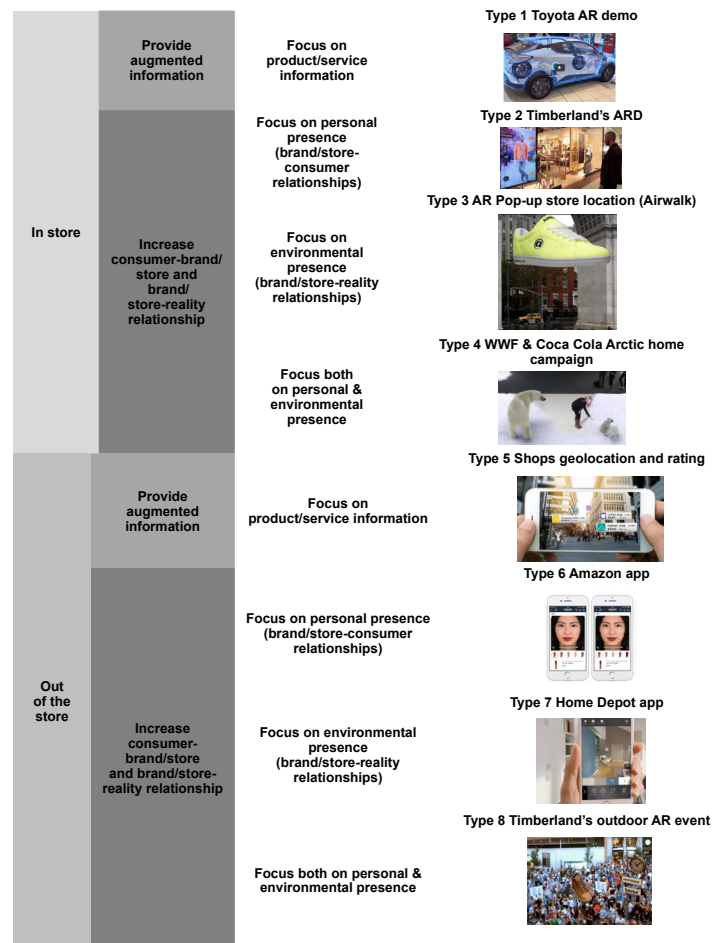 Type 1 Toyota AR demo
Provide
augmented
information
Focus on
product/service
information
Type 2 Timberland's ARD
Focus on personal
presence
(brand/store-
consumer
relationships)
Type 3 AR Pop-up store location (Airwalk)
In store
Increase
consumer-brand/
store and
brand/
store-reality
relationship
Focus on
environmental
presence
(brand/store-reality
relationships)
Type 4 WWF & Coca Cola Arctic home
campaign
Focus both
on personal &
environmental
presence
Type 5 Shops geolocation and rating
Provide
augmented
information
Focus on
product/service information
Type 6 Amazon app
Focus on personal presence
(brand/store-consumer
relationships)
Out
of the
store
Type 7 Home Depot app
Increase
consumer-
brand/store
and brand/store-
reality relationship
Focus on environmental
presence
(brand/store-reality
relationships)
Type 8 Timberland's outdoor AR event
Focus both on personal &
environmental presence